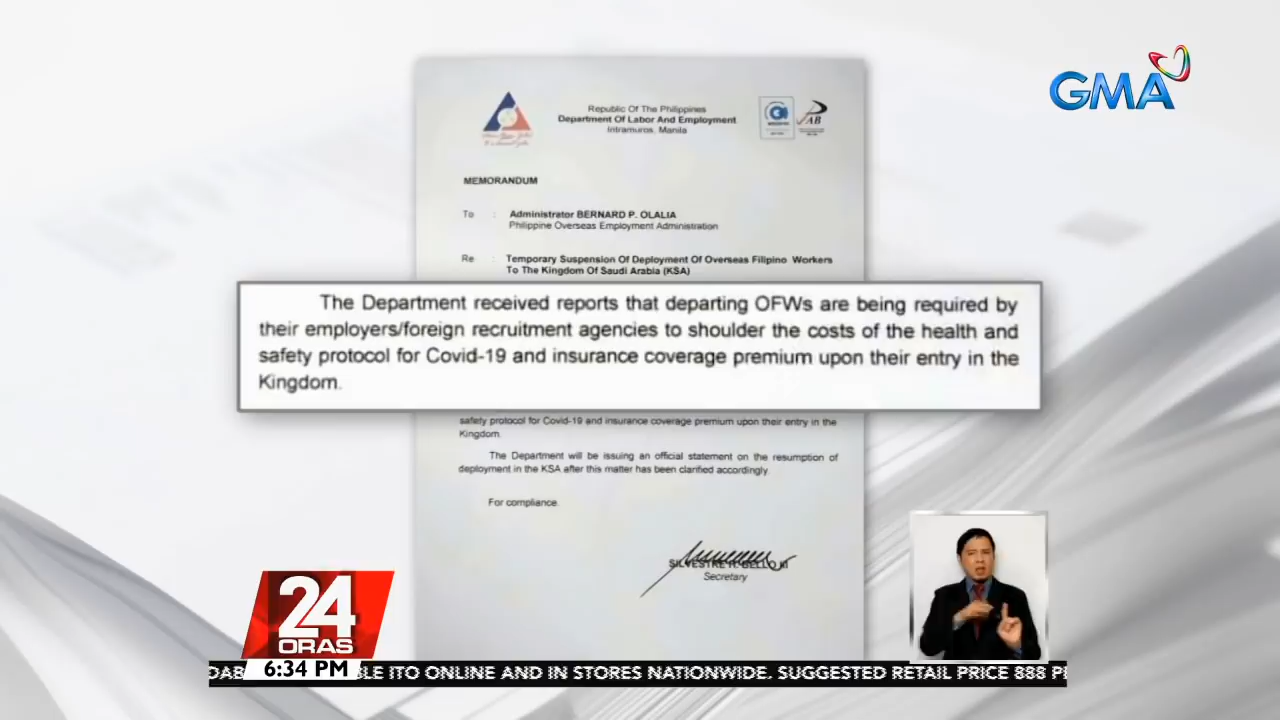 GMA
Republic Of The Philippines
Department Of Labor And Employment
Intramuros, Manila
MEMORANDUM
To : Administrator BERNARD P. OLALIA
Philippine Overseas Employment Administration
Re : Temporary Suspension Of Deployment Of Overseas Filipino Workers
To The Kingdom Of Saudi Arabia (KSA)
The Department received reports that departing OFWs are being required by
their employers/foreign recruitment agencies to shoulder the costs of the health and
safety protocol for Covid-19 and insurance coverage premium upon their entry in the
Kingdom.
safety protocol for Covid-19 and insurance coverage premium upon their entry in the
Kingdom.
The Department will be issuing an official statement on the resumption of
deployment in the KSA after this matter has been clarified accordingly.
For compliance.
SILVESTRE H. BELLO III
Secretary
24
ORAS
6:34 PM
ITO ONLINE AND IN STORES NATIONWIDE. SUGGESTED RETAIL PRICE 888